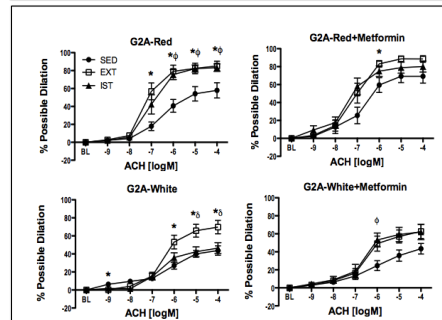 G2A-Red
G2A-Red+Metformin
% Possible Dilation
100
80
60
40
20
0
-20
SED
EXT
IST
*
*ϕ
*ϕ
*ϕ
BL -9 -8 -7 -6 -5 -4
ACH [logM]
% Possible Dilation
100
80
60
40
20
0
-20
*
BL -9 -8 -7 -6 -5 -4
ACH [logM]
G2A-White
G2A-White+Metformin
% Possible Dilation
100
80
60
40
20
0
-20
*
*
*δ
*δ
BL -9 -8 -7 -6 -5 -4
ACH [logM]
% Possible Dilation
100
80
60
40
20
0
-20
ϕ
BL -9 -8 -7 -6 -5 -4
ACH [logM]